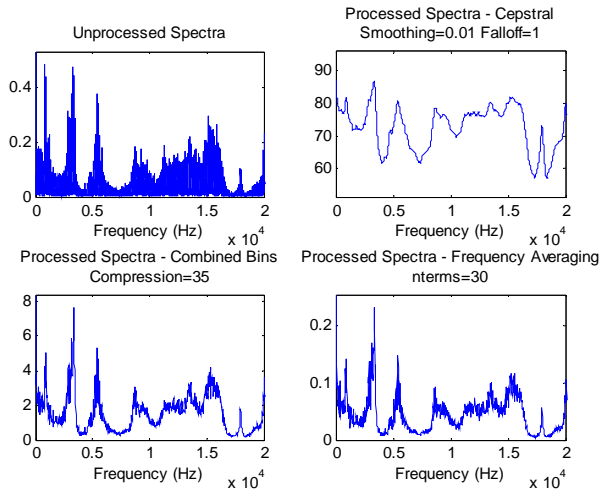 Unprocessed Spectra
0.4
0.2
0
0 0.5 1 1.5 2
Frequency (Hz)
x 10^4
Processed Spectra - Cepstral
Smoothing=0.01 Falloff=1
90
80
70
60
0 0.5 1 1.5 2
Frequency (Hz)
x 10^4
Processed Spectra - Combined Bins
Compression=35
8
6
4
2
0
0 0.5 1 1.5 2
Frequency (Hz)
x 10^4
Processed Spectra - Frequency Averaging
nterms=30
0.2
0.1
0
0 0.5 1 1.5 2
Frequency (Hz)
x 10^4